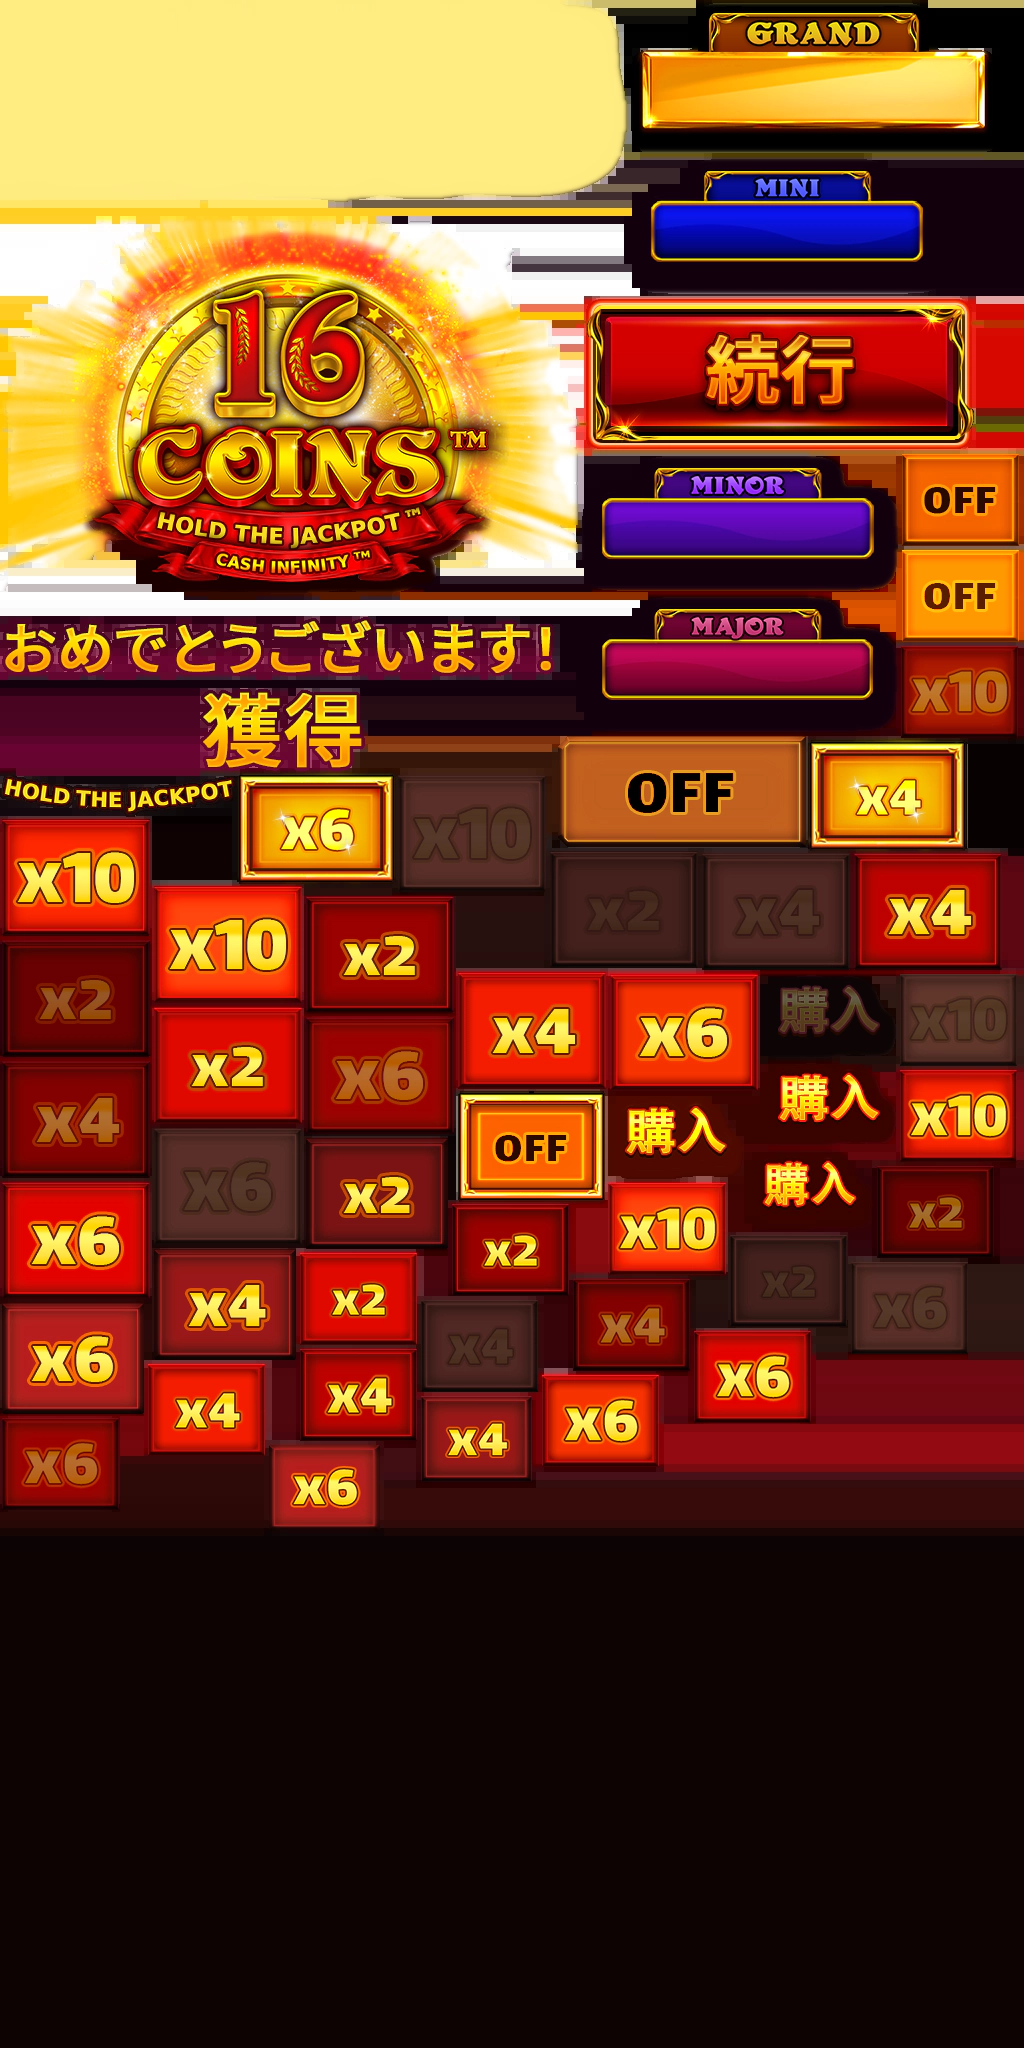 GRAND
MINI
16
COINS™
HOLD THE JACKPOT™
CASH INFINITY™
続行
MINOR
OFF
OFF
MAJOR
x10
おめでとうございます!
獲得
HOLD THE JACKPOT
x6
x10
OFF
x4
x10
x10
x2
x2
x4
x4
x2
x2
x6
x4
x6
購入
x10
x4
x6
x2
OFF
購入
購入
x10
x6
x4
x2
x2
x10
購入
x2
x6
x2
x4
x4
x2
x6
x6
x4
x4
x4
x6
x6
x6